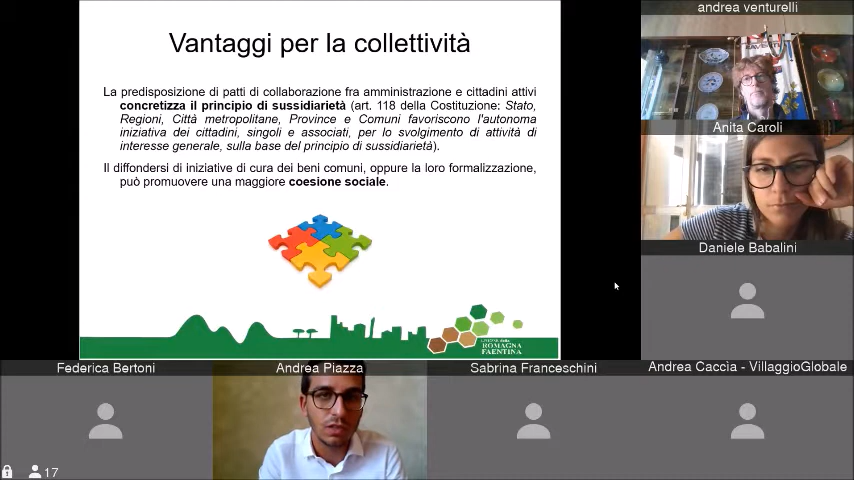 Vantaggi per la collettività
La predisposizione di patti di collaborazione fra amministrazione e cittadini attivi
concretizza il principio di sussidiarietà (art. 118 della Costituzione: Stato,
Regioni, Città metropolitane, Province e Comuni favoriscono l'autonoma
iniziativa dei cittadini, singoli e associati, per lo svolgimento di attività di
interesse generale, sulla base del principio di sussidiarietà).
Il diffondersi di iniziative di cura dei beni comuni, oppure la loro formalizzazione,
può promuovere una maggiore coesione sociale.
ROMAGNA
FAENTINA
andrea venturelli
Anita Caroli
Daniele Babalini
Federica Bertoni
Andrea Piazza
Sabrina Franceschini
Andrea Caccìa - VillaggioGlobale
17